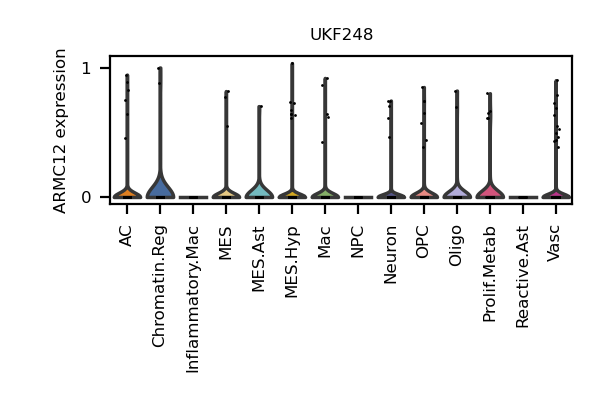 UKF248
ARMC12 expression
1
0
AC
Chromatin.Reg
Inflammatory.Mac
MES
MES.Ast
MES.Hyp
Mac
NPC
Neuron
OPC
Oligo
Prolif.Metab
Reactive.Ast
Vasc